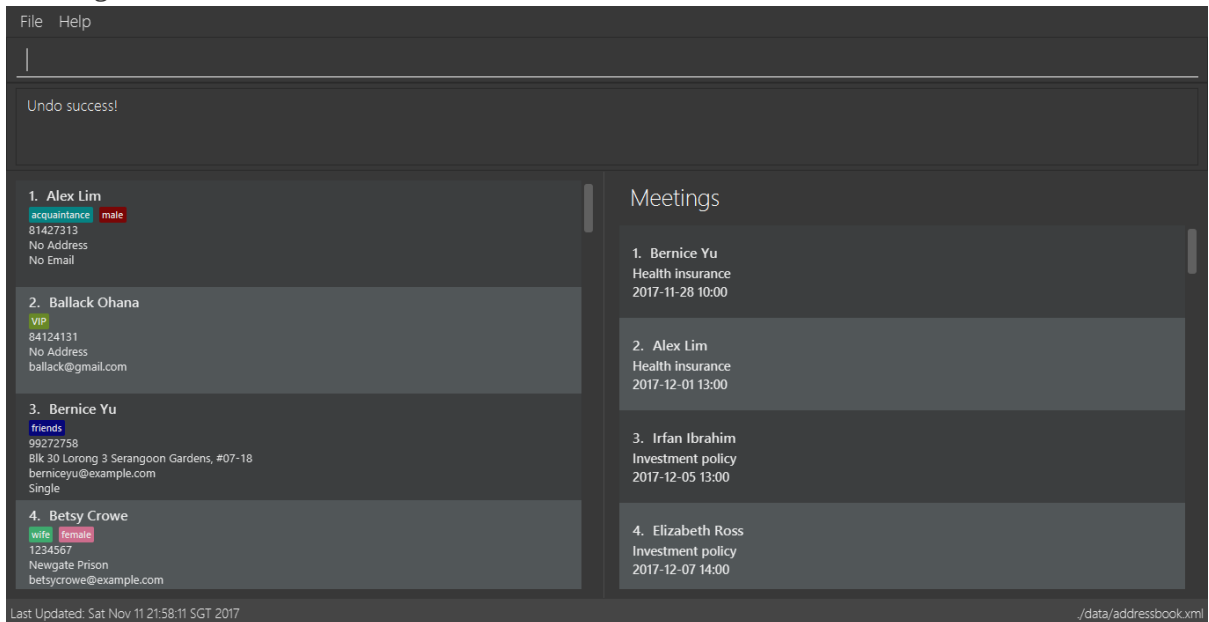 File Help
Undo success!
1. Alex Lim
acquaintance male
81427313
No Address
No Email
2. Ballack Ohana
VIP
84124131
No Address
ballack@gmail.com
3. Bernice Yu
friends
99272758
Blk 30 Lorong 3 Serangoon Gardens, #07-18
berniceyu@example.com
Single
4. Betsy Crowe
wife female
1234567
Newgate Prison
betsycrowe@example.com
Meetings
1. Bernice Yu
Health insurance
2017-11-28 10:00
2. Alex Lim
Health insurance
2017-12-01 13:00
3. Irfan Ibrahim
Investment policy
2017-12-05 13:00
4. Elizabeth Ross
Investment policy
2017-12-07 14:00
Last Updated: Sat Nov 11 21:58:11 SGT 2017
./data/addressbook.xml